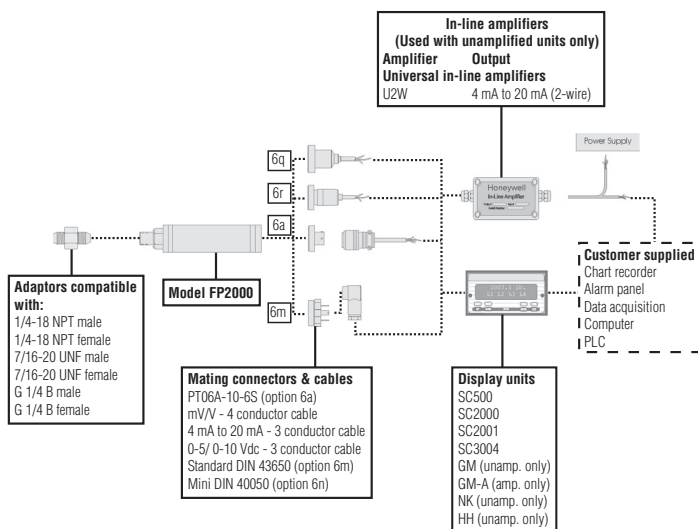 In-line amplifiers
(Used with unamplified units only)
Amplifier Output
Universal in-line amplifiers
U2W 4 mA to 20 mA (2-wire)
Power Supply
6q
6r
6a
6m
Honeywell
In-Line Amplifier
Model FP2000
Adaptors compatible
with:
1/4-18 NPT male
1/4-18 NPT female
7/16-20 UNF male
7/16-20 UNF female
G 1/4 B male
G 1/4 B female
Mating connectors & cables
PT06A-10-6S (option 6a)
mV/V - 4 conductor cable
4 mA to 20 mA - 3 conductor cable
0-5/ 0-10 Vdc - 3 conductor cable
Standard DIN 43650 (option 6m)
Mini DIN 40050 (option 6n)
Display units
SC500
SC2000
SC2001
SC3004
GM (unamp. only)
GM-A (amp. only)
NK (unamp. only)
HH (unamp. only)
Customer supplied
Chart recorder
Alarm panel
Data acquisition
Computer
PLC